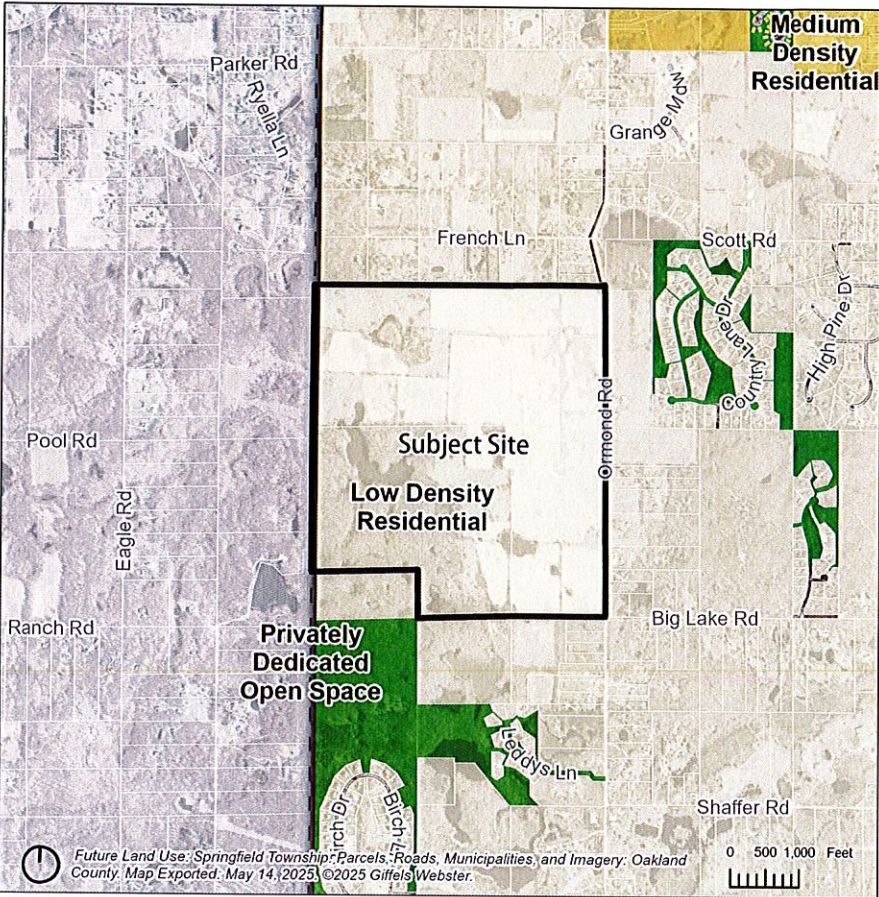 Medium
Density
Residential
Parker Rd
Ryella Ln
Grange Mdw
French Ln
Scott Rd
Country Lane Dr
High Pine Dr
Ormond Rd
Subject Site
Pool Rd
Low Density
Residential
Eagle Rd
Ranch Rd
Big Lake Rd
Privately
Dedicated
Open Space
Leddys Ln
Birch
Shaffer Rd
Future Land Use: Springfield Township; Parcels, Roads, Municipalities, and Imagery: Oakland
County. Map Exported: May 14, 2025. ©2025 Giffels Webster.
0 500 1,000 Feet